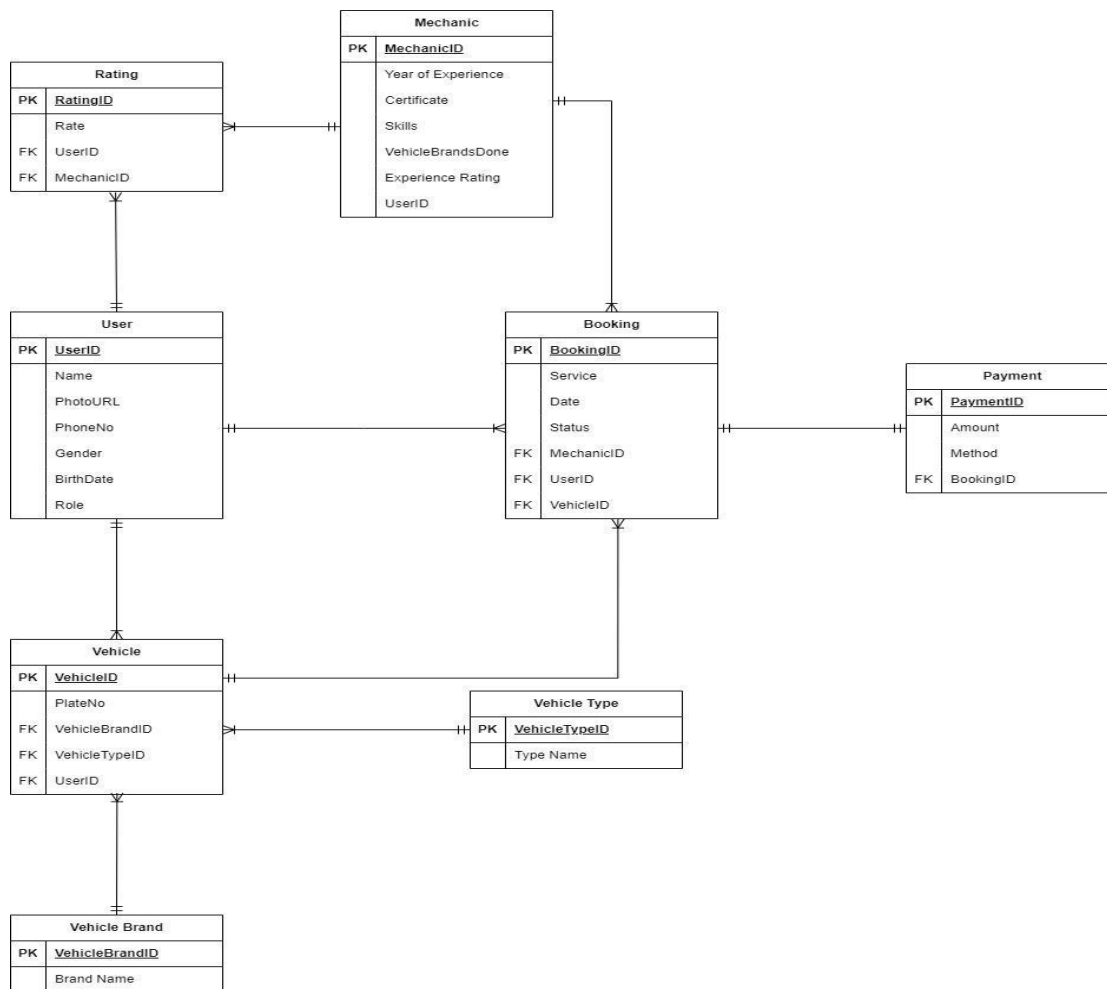 Mechanic
PK MechanicID
Year of Experience
Certificate
Skills
VehicleBrandsDone
Experience Rating
UserID
Rating
PK RatingID
Rate
FK UserID
FK MechanicID
User
PK UserID
Name
PhotoURL
PhoneNo
Gender
BirthDate
Role
Booking
PK BookingID
Service
Date
Status
FK MechanicID
FK UserID
FK VehicleID
Payment
PK PaymentID
Amount
Method
FK BookingID
Vehicle
PK VehicleID
PlateNo
FK VehicleBrandID
FK VehicleTypeID
FK UserID
Vehicle Type
PK VehicleTypeID
Type Name
Vehicle Brand
PK VehicleBrandID
Brand Name